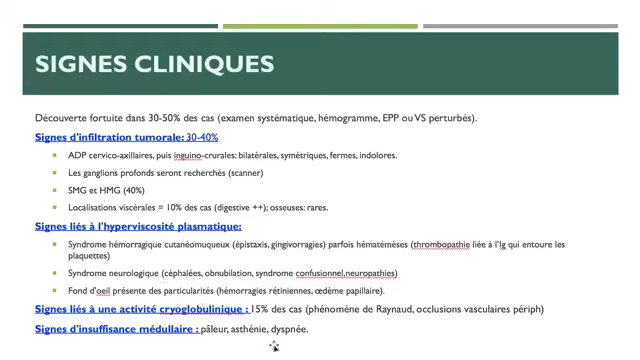 SIGNES CLINIQUES
Découverte fortuite dans 30-50% des cas (examen systématique, hémogramme, EPP ou VS perturbés).
Signes d'infiltration tumorale: 30-40%
ADP cervico-axillaires, puis inguino-crurales: bilatérales, symétriques, fermes, indolores.
Les ganglions profonds seront recherchés (scanner)
SMG et HMG (40%)
Localisations viscérales = 10% des cas (digestive ++); osseuses: rares.
Signes liés à l'hyperviscosité plasmatique:
Syndrome hémorragique cutanéomuqueux (épistaxis, gingivorragies) parfois hématémèses (thrombopathie liée à l'Ig qui entoure les
plaquettes)
Syndrome neurologique (céphalées, obnubilation, syndrome confusionnel,neuropathies)
Fond d'oeil présente des particularités (hémorragies rétiniennes, œdème papillaire).
Signes liés à une activité cryoglobulinique : 15% des cas (phénomène de Raynaud, occlusions vasculaires périph)
Signes d'insuffisance médullaire : pâleur, asthénie, dyspnée.